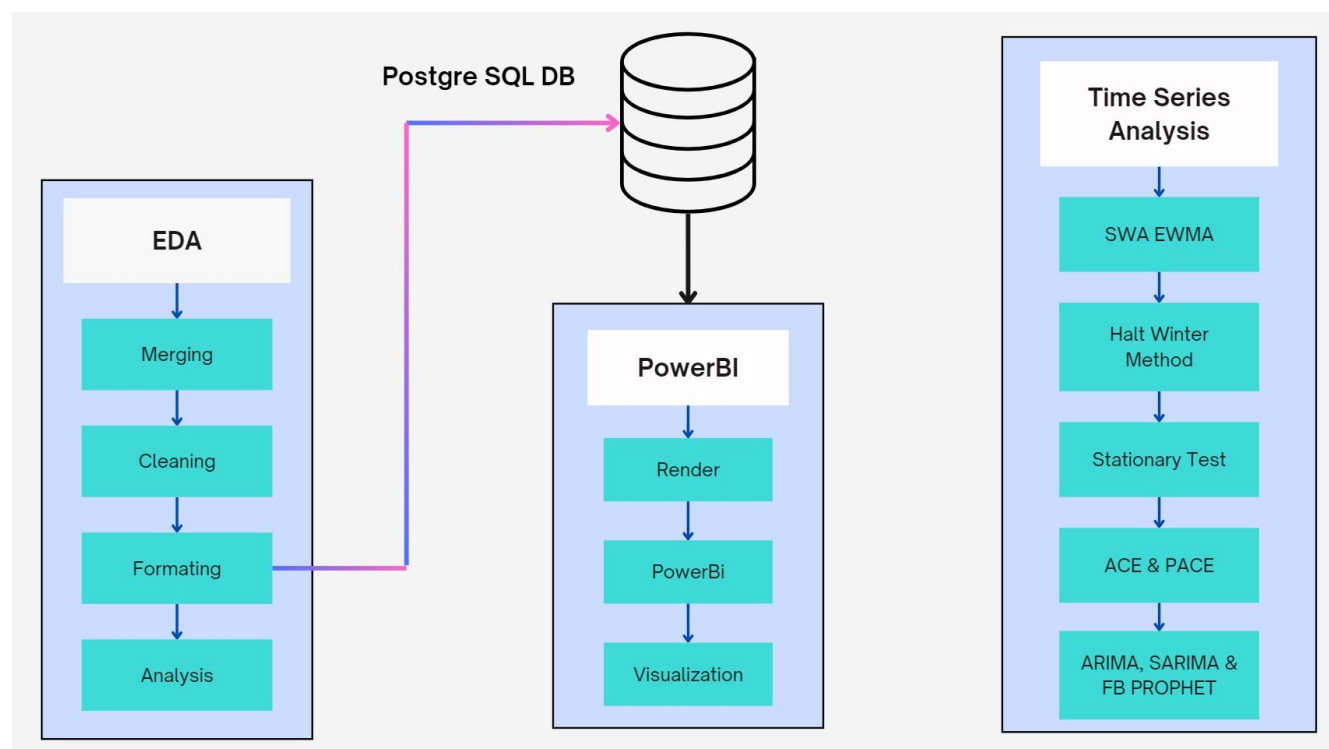 Postgre SQL DB
EDA
Merging
Cleaning
Formating
Analysis
PowerBI
Render
PowerBi
Visualization
Time Series
Analysis
SWA EWMA
Halt Winter
Method
Stationary Test
ACE & PACE
ARIMA, SARIMA &
FB PROPHET